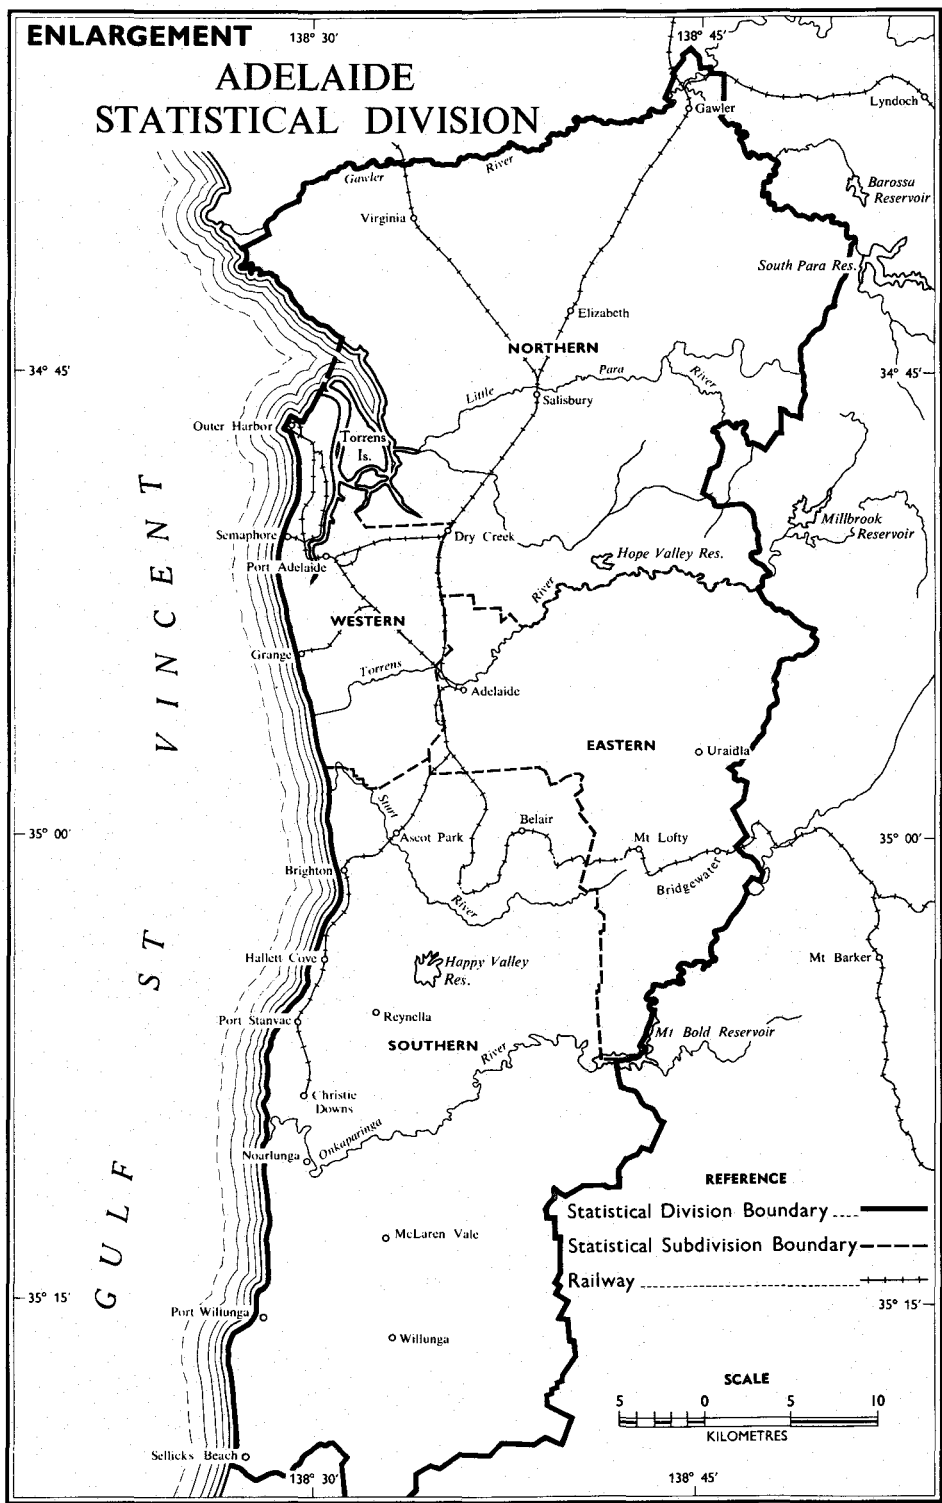 ENLARGEMENT
138° 30'
138° 45'
ADELAIDE
STATISTICAL DIVISION
Lyndoch
Gawler
Gawler River
Barossa
Reservoir
Virginia
South Para Res.
Elizabeth
NORTHERN
34° 45'
34° 45'
Little Para River
Salisbury
Outer Harbor
Torrens
Is.
Millbrook
Reservoir
Semaphore
Dry Creek
Port Adelaide
Hope Valley Res.
River
WESTERN
Grange
Torrens
Adelaide
EASTERN
Uraidla
Sturt
35° 00'
35° 00'
Ascot Park
Belair
Mt Lofty
Brighton
Bridgewater
River
Hallett Cove
Happy Valley
Res.
Mt Barker
Port Stanvac
Reynella
Mt Bold Reservoir
SOUTHERN
River
Christie
Downs
Onkaparinga
Noarlunga
GULF ST VINCENT
REFERENCE
Statistical Division Boundary
Statistical Subdivision Boundary
Railway
McLaren Vale
35° 15'
35° 15'
Port Willunga
Willunga
SCALE
5 0 5 10
KILOMETRES
Sellicks Beach
138° 30'
138° 45'